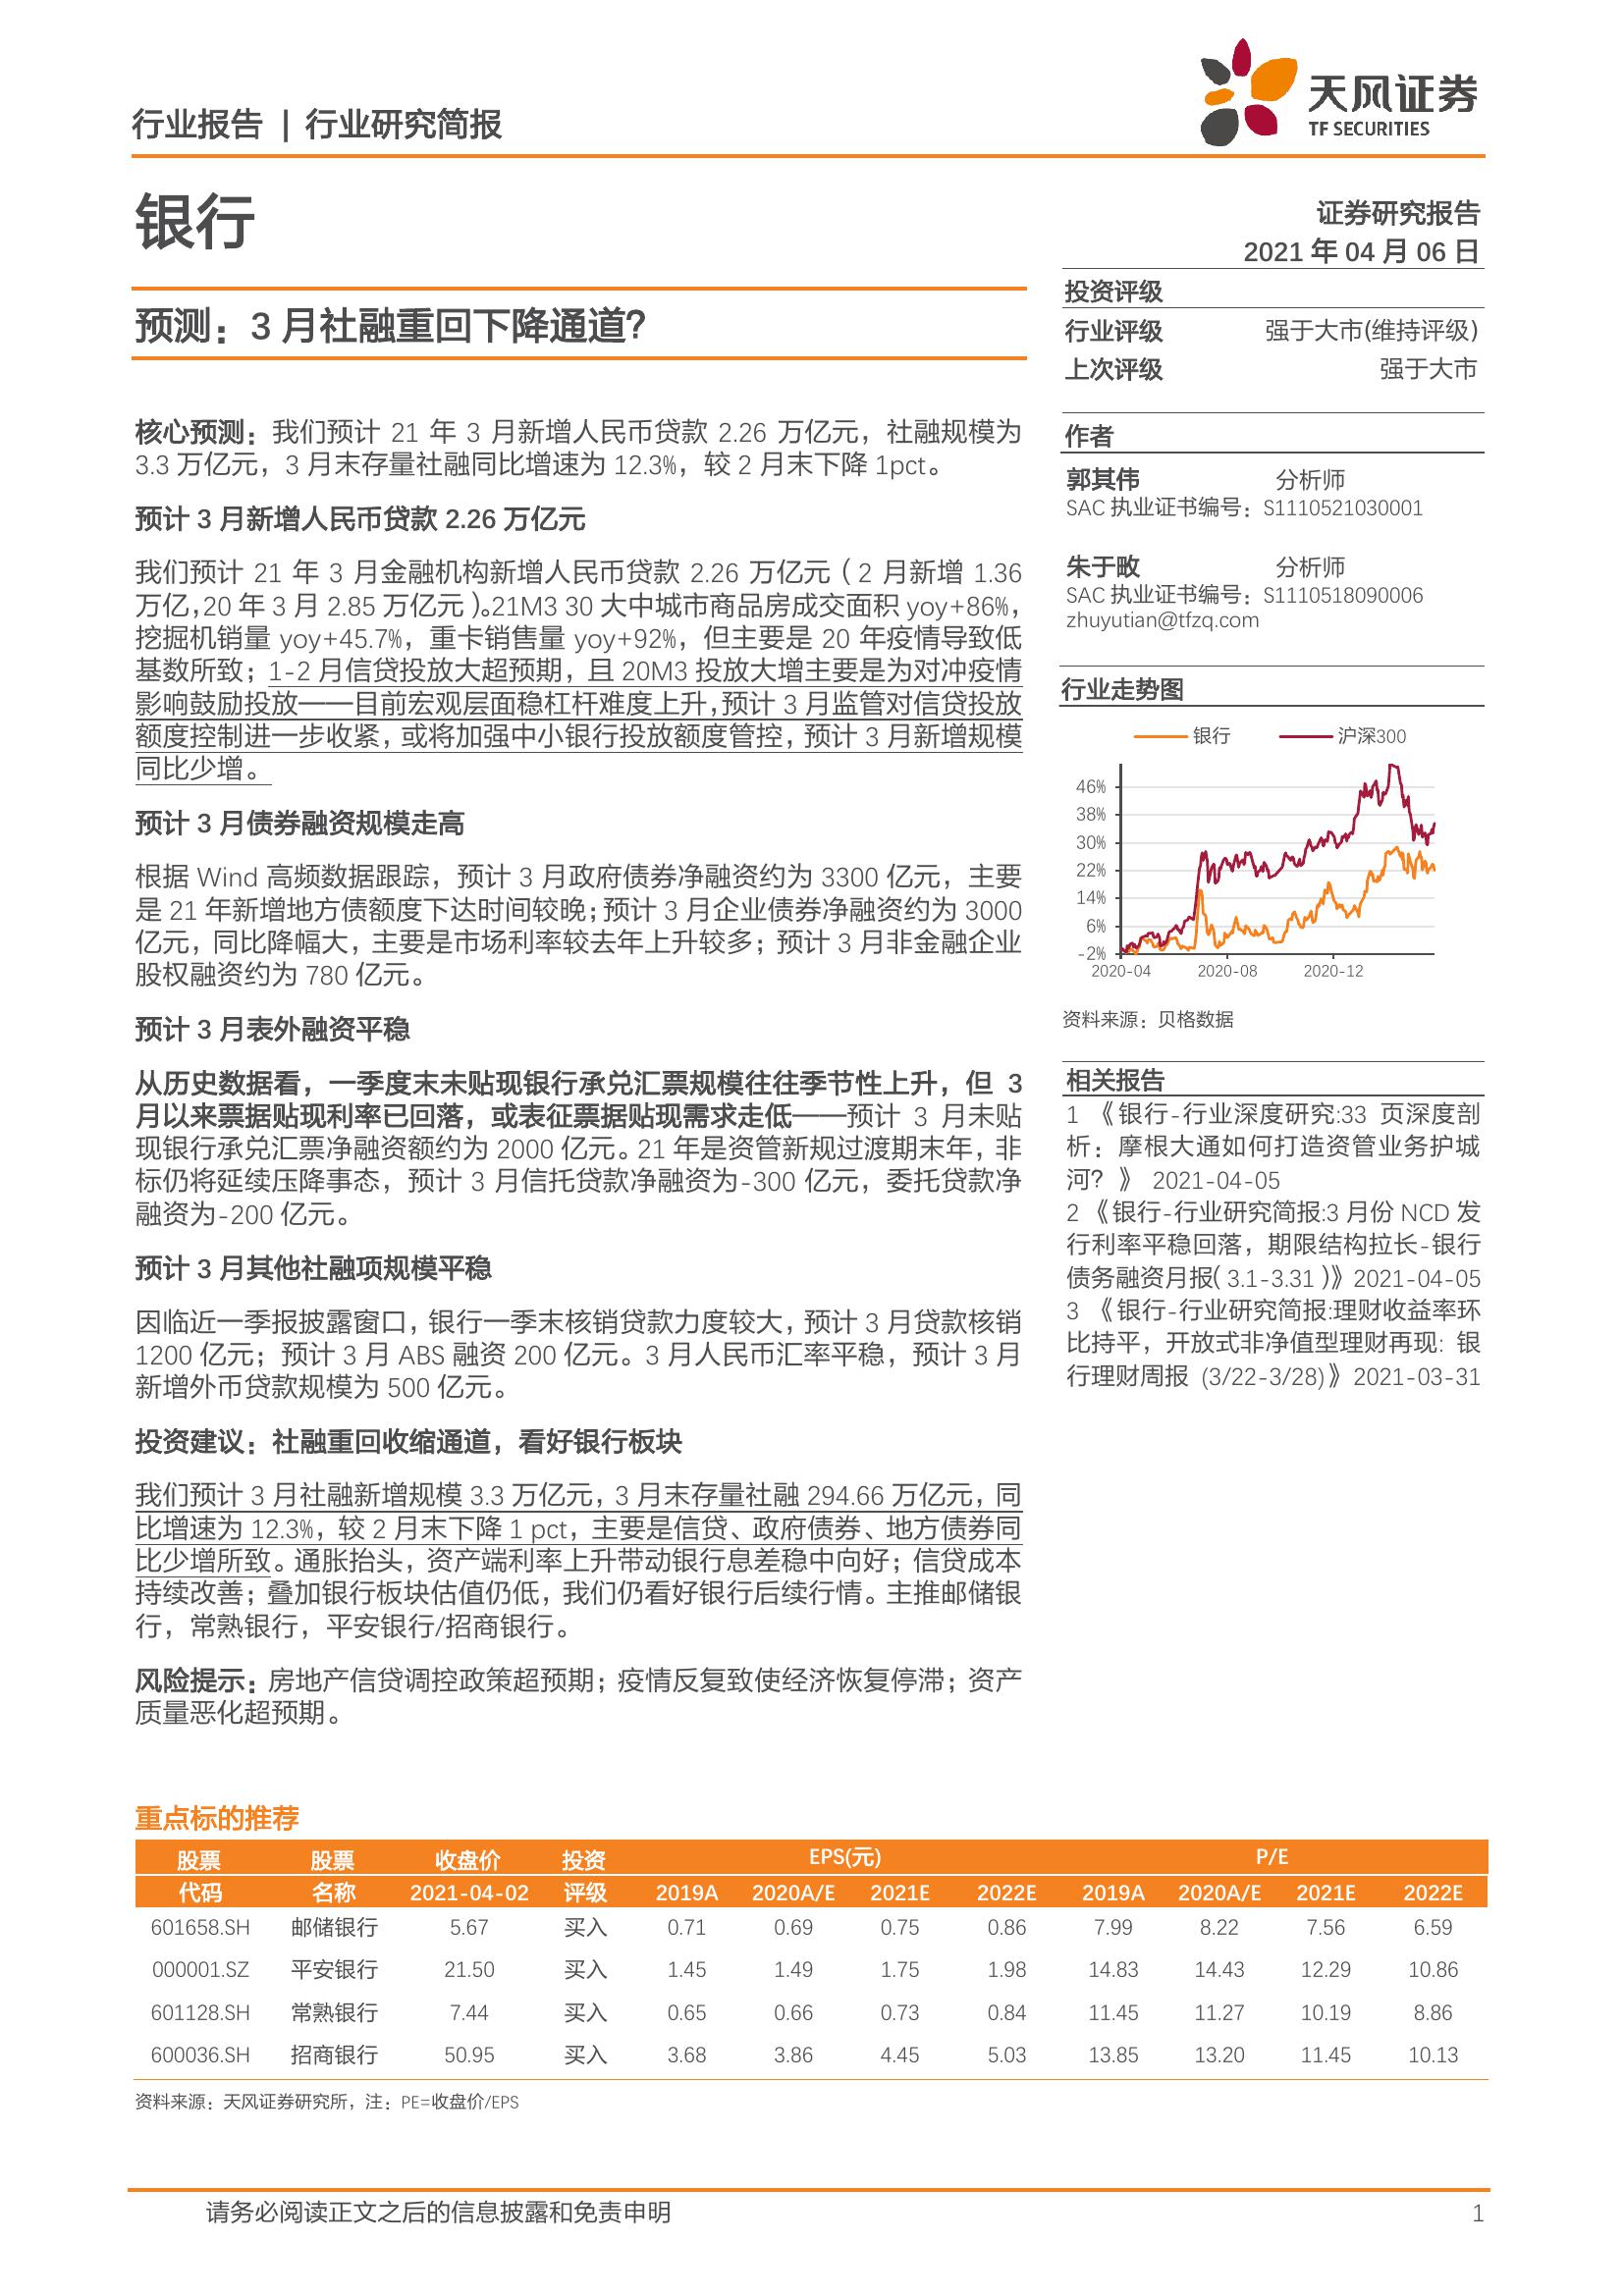 行业报告 | 行业研究简报
天风证券
TF SECURITIES
银行
证券研究报告
2021 年 04 月 06 日
预测：3 月社融重回下降通道？
核心预测：我们预计 21 年 3 月新增人民币贷款 2.26 万亿元，社融规模为
3.3 万亿元，3 月末存量社融同比增速为 12.3%，较 2 月末下降 1pct。
预计 3 月新增人民币贷款 2.26 万亿元
我们预计 21 年 3 月金融机构新增人民币贷款 2.26 万亿元（2 月新增 1.36
万亿，20 年 3 月 2.85 万亿元）。21M3 30 大中城市商品房成交面积 yoy+86%，
挖掘机销量 yoy+45.7%，重卡销售量 yoy+92%，但主要是 20 年疫情导致低
基数所致；1-2 月信贷投放大超预期，且 20M3 投放大增主要是为对冲疫情
影响鼓励投放——目前宏观层面稳杠杆难度上升，预计 3 月监管对信贷投放
额度控制进一步收紧，或将加强中小银行投放额度管控，预计 3 月新增规模
同比少增。
预计 3 月债券融资规模走高
根据 Wind 高频数据跟踪，预计 3 月政府债券净融资约为 3300 亿元，主要
是 21 年新增地方债额度下达时间较晚；预计 3 月企业债券净融资约为 3000
亿元，同比降幅大，主要是市场利率较去年上升较多；预计 3 月非金融企业
股权融资约为 780 亿元。
预计 3 月表外融资平稳
从历史数据看，一季度末未贴现银行承兑汇票规模往往季节性上升，但 3
月以来票据贴现利率已回落，或表征票据贴现需求走低——预计 3 月未贴
现银行承兑汇票净融资额约为 2000 亿元。21 年是资管新规过渡期末年，非
标仍将延续压降事态，预计 3 月信托贷款净融资为-300 亿元，委托贷款净
融资为-200 亿元。
预计 3 月其他社融项规模平稳
因临近一季报披露窗口，银行一季末核销贷款力度较大，预计 3 月贷款核销
1200 亿元；预计 3 月 ABS 融资 200 亿元。3 月人民币汇率平稳，预计 3 月
新增外币贷款规模为 500 亿元。
投资建议：社融重回收缩通道，看好银行板块
我们预计 3 月社融新增规模 3.3 万亿元，3 月末存量社融 294.66 万亿元，同
比增速为 12.3%，较 2 月末下降 1 pct，主要是信贷、政府债券、地方债券同
比少增所致。通胀抬头，资产端利率上升带动银行息差稳中向好；信贷成本
持续改善；叠加银行板块估值仍低，我们仍看好银行后续行情。主推邮储银
行，常熟银行，平安银行/招商银行。
风险提示：房地产信贷调控政策超预期；疫情反复致使经济恢复停滞；资产
质量恶化超预期。
投资评级
行业评级 强于大市(维持评级)
上次评级 强于大市
作者
郭其伟 分析师
SAC 执业证书编号：S1110521030001
朱于畋 分析师
SAC 执业证书编号：S1110518090006
zhuyutian@tfzq.com
行业走势图
银行 沪深300
46%
38%
30%
22%
14%
6%
-2%
2020-04 2020-08 2020-12
资料来源：贝格数据
相关报告
1 《银行-行业深度研究:33 页深度剖
析：摩根大通如何打造资管业务护城
河？》 2021-04-05
2 《银行-行业研究简报:3 月份 NCD 发
行利率平稳回落，期限结构拉长-银行
债务融资月报(3.1-3.31)》2021-04-05
3 《银行-行业研究简报:理财收益率环
比持平，开放式非净值型理财再现: 银
行理财周报 (3/22-3/28)》2021-03-31
重点标的推荐
股票 股票 收盘价 投资 EPS(元) P/E
代码 名称 2021-04-02 评级 2019A 2020A/E 2021E 2022E 2019A 2020A/E 2021E 2022E
601658.SH 邮储银行 5.67 买入 0.71 0.69 0.75 0.86 7.99 8.22 7.56 6.59
000001.SZ 平安银行 21.50 买入 1.45 1.49 1.75 1.98 14.83 14.43 12.29 10.86
601128.SH 常熟银行 7.44 买入 0.65 0.66 0.73 0.84 11.45 11.27 10.19 8.86
600036.SH 招商银行 50.95 买入 3.68 3.86 4.45 5.03 13.85 13.20 11.45 10.13
资料来源：天风证券研究所，注：PE=收盘价/EPS
请务必阅读正文之后的信息披露和免责申明 1